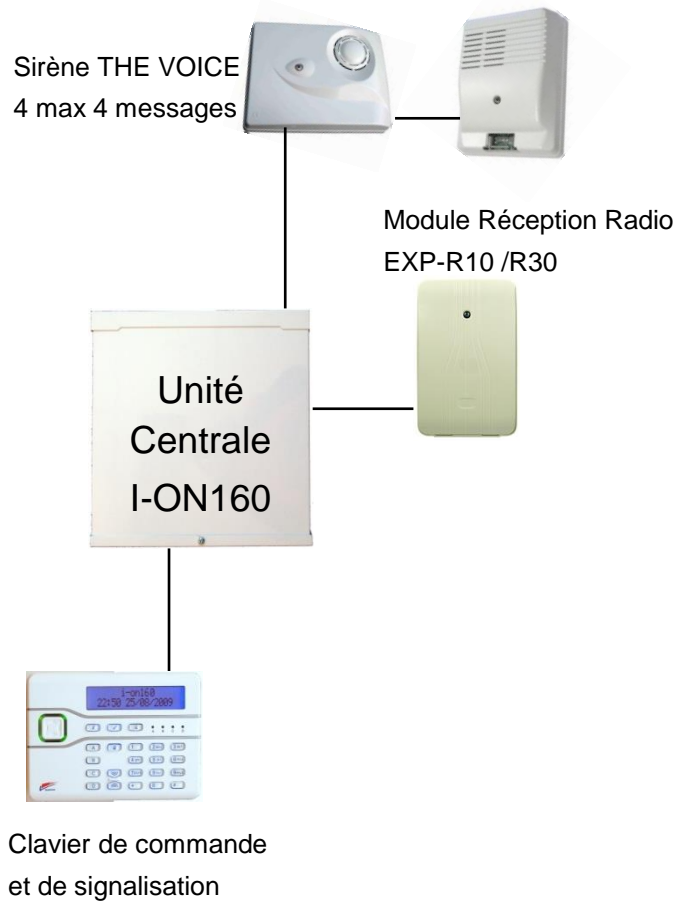 Sirène THE VOICE
4 max 4 messages
Module Réception Radio
EXP-R10 /R30
Unité
Centrale
I-ON160
i-on160
22:50 25/08/2009
Clavier de commande
et de signalisation